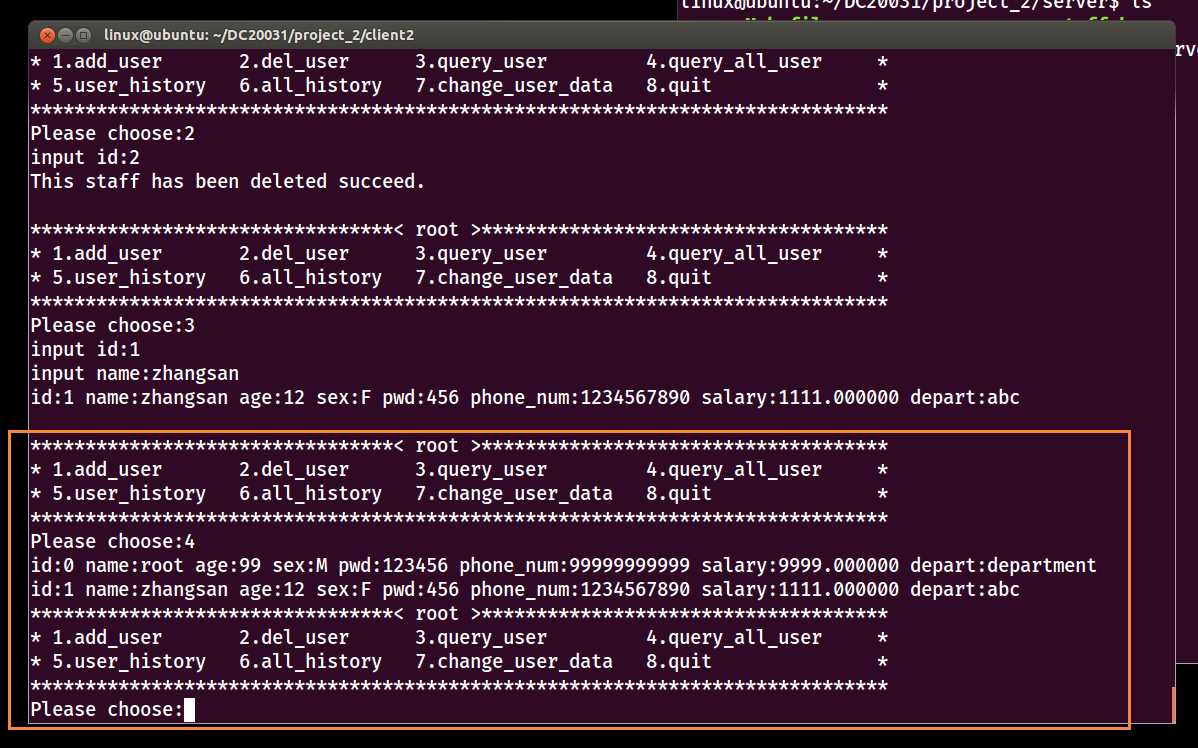 linux@ubuntu:~/DC20031/project_2/server$ ls
linux@ubuntu: ~/DC20031/project_2/client2
* 1.add_user       2.del_user      3.query_user         4.query_all_user     *
* 5.user_history   6.all_history   7.change_user_data   8.quit               *
******************************************************************************
Please choose:2
input id:2
This staff has been deleted succeed.
*********************************< root >*************************************
* 1.add_user       2.del_user      3.query_user         4.query_all_user     *
* 5.user_history   6.all_history   7.change_user_data   8.quit               *
******************************************************************************
Please choose:3
input id:1
input name:zhangsan
id:1 name:zhangsan age:12 sex:F pwd:456 phone_num:1234567890 salary:1111.000000 depart:abc
*********************************< root >*************************************
* 1.add_user       2.del_user      3.query_user         4.query_all_user     *
* 5.user_history   6.all_history   7.change_user_data   8.quit               *
******************************************************************************
Please choose:4
id:0 name:root age:99 sex:M pwd:123456 phone_num:99999999999 salary:9999.000000 depart:department
id:1 name:zhangsan age:12 sex:F pwd:456 phone_num:1234567890 salary:1111.000000 depart:abc
*********************************< root >*************************************
* 1.add_user       2.del_user      3.query_user         4.query_all_user     *
* 5.user_history   6.all_history   7.change_user_data   8.quit               *
******************************************************************************
Please choose: